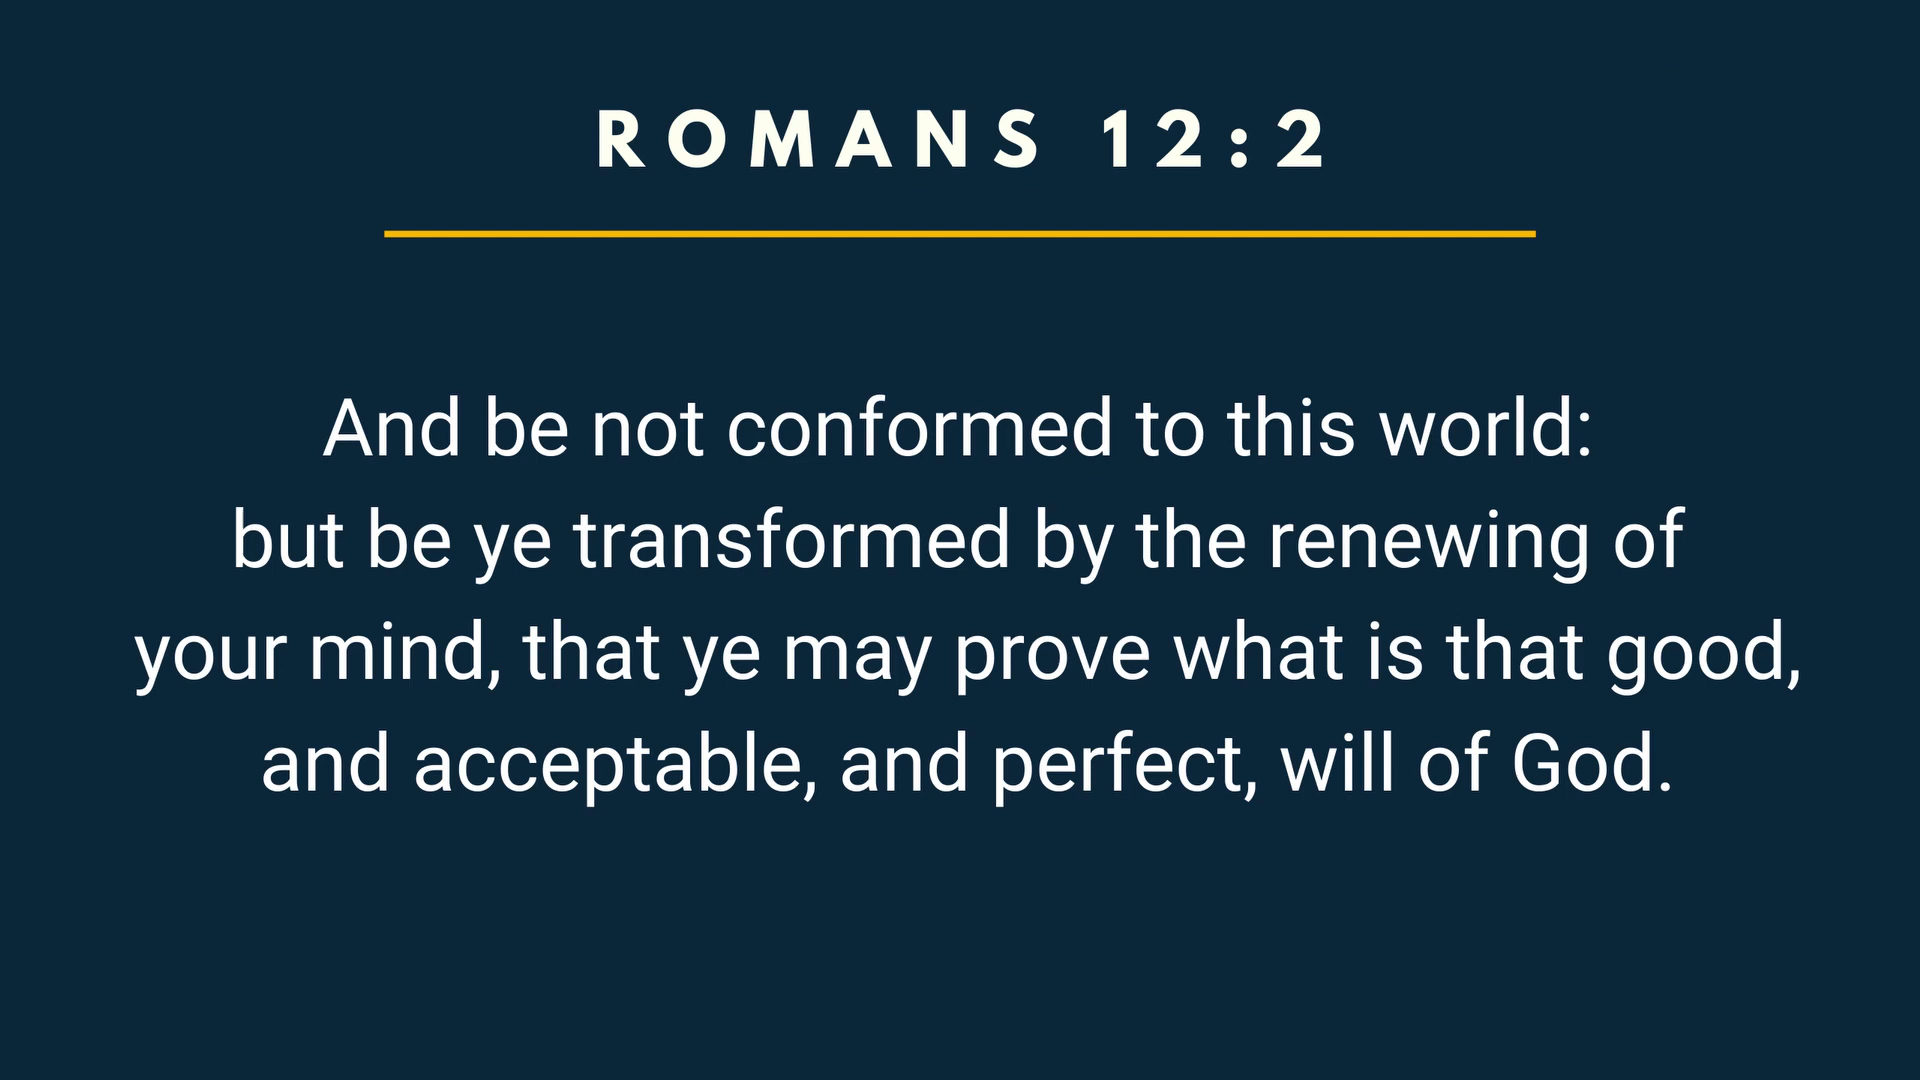 ROMANS 12:2
And be not conformed to this world:
but be ye transformed by the renewing of
your mind, that ye may prove what is that good,
and acceptable, and perfect, will of God.